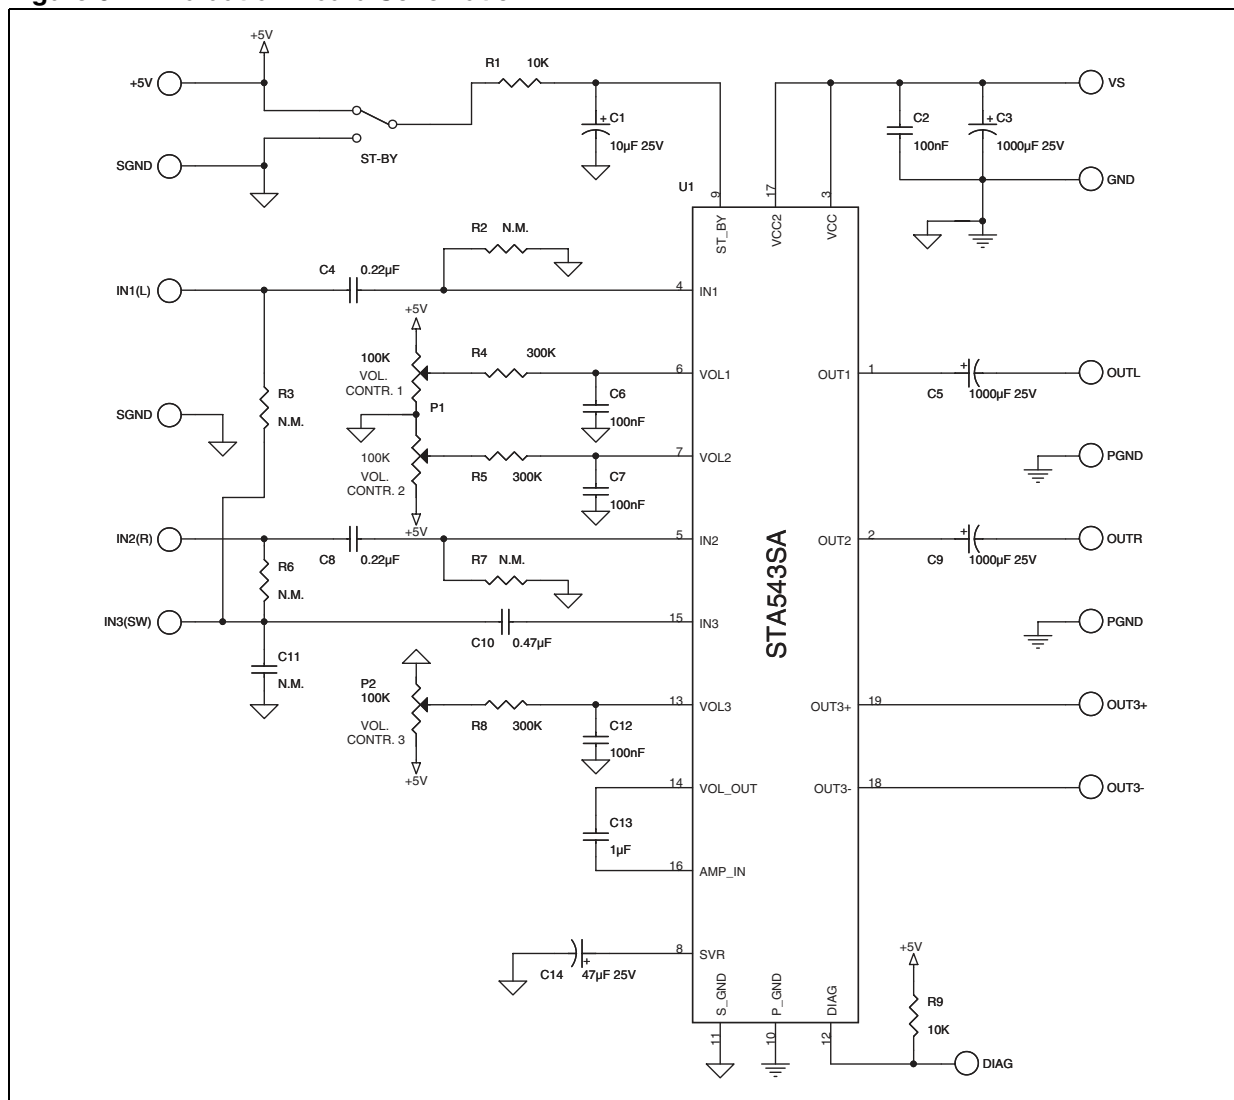 +5V
+5V
R1 10K
C1
10µF 25V
ST-BY
SGND
C2
100nF
C3
1000µF 25V
VS
GND
U1
9
17
3
ST_BY
VCC2
VCC
R2 N.M.
C4 0.22µF
IN1(L)
4
IN1
+5V
100K
VOL.
CONTR. 1
R4 300K
6
VOL1
C6
100nF
OUT1
1
C5
1000µF 25V
OUTL
R3
N.M.
SGND
P1
100K
VOL.
CONTR. 2
R5 300K
7
VOL2
C7
100nF
PGND
+5V
IN2(R)
C8 0.22µF
5
IN2
R7 N.M.
R6
N.M.
OUT2
2
C9
1000µF 25V
OUTR
STA543SA
IN3(SW)
C10 0.47µF
15
IN3
PGND
C11
N.M.
P2
100K
VOL.
CONTR. 3
+5V
R8 300K
13
VOL3
C12
100nF
OUT3+
19
OUT3+
14
VOL_OUT
C13
1µF
OUT3-
18
OUT3-
16
AMP_IN
8
SVR
C14 47µF 25V
S_GND
P_GND
DIAG
11
10
12
+5V
R9
10K
DIAG